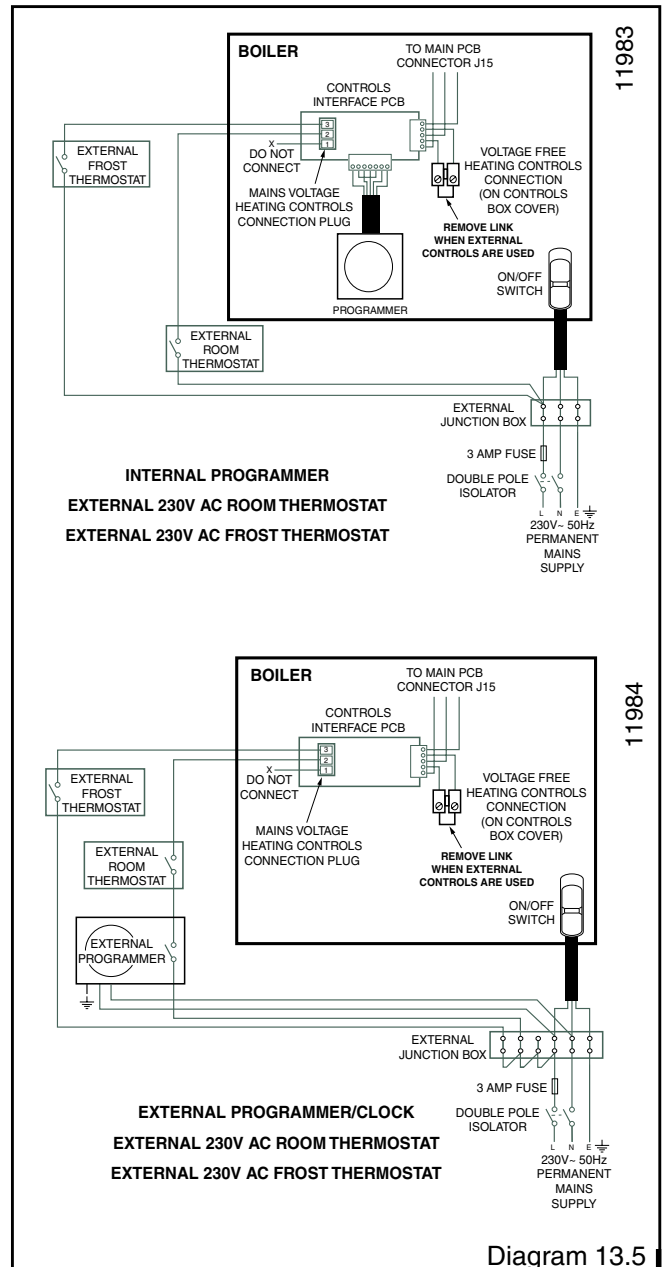 11983
BOILER
TO MAIN PCB
CONNECTOR J15
CONTROLS
INTERFACE PCB
3
2
1
X
DO NOT
CONNECT
EXTERNAL
FROST
THERMOSTAT
MAINS VOLTAGE
HEATING CONTROLS
CONNECTION PLUG
VOLTAGE FREE
HEATING CONTROLS
CONNECTION
(ON CONTROLS
BOX COVER)
REMOVE LINK
WHEN EXTERNAL
CONTROLS ARE USED
ON/OFF
SWITCH
PROGRAMMER
EXTERNAL
ROOM
THERMOSTAT
EXTERNAL
JUNCTION BOX
3 AMP FUSE
DOUBLE POLE
ISOLATOR
L N E
230V~ 50Hz
PERMANENT
MAINS
SUPPLY
INTERNAL PROGRAMMER
EXTERNAL 230V AC ROOM THERMOSTAT
EXTERNAL 230V AC FROST THERMOSTAT
11984
BOILER
TO MAIN PCB
CONNECTOR J15
CONTROLS
INTERFACE PCB
3
2
1
X
DO NOT
CONNECT
EXTERNAL
FROST
THERMOSTAT
MAINS VOLTAGE
HEATING CONTROLS
CONNECTION PLUG
VOLTAGE FREE
HEATING CONTROLS
CONNECTION
(ON CONTROLS
BOX COVER)
REMOVE LINK
WHEN EXTERNAL
CONTROLS ARE USED
EXTERNAL
ROOM
THERMOSTAT
ON/OFF
SWITCH
EXTERNAL
PROGRAMMER
EXTERNAL
JUNCTION BOX
3 AMP FUSE
DOUBLE POLE
ISOLATOR
L N E
230V~ 50Hz
PERMANENT
MAINS
SUPPLY
EXTERNAL PROGRAMMER/CLOCK
EXTERNAL 230V AC ROOM THERMOSTAT
EXTERNAL 230V AC FROST THERMOSTAT
Diagram 13.5